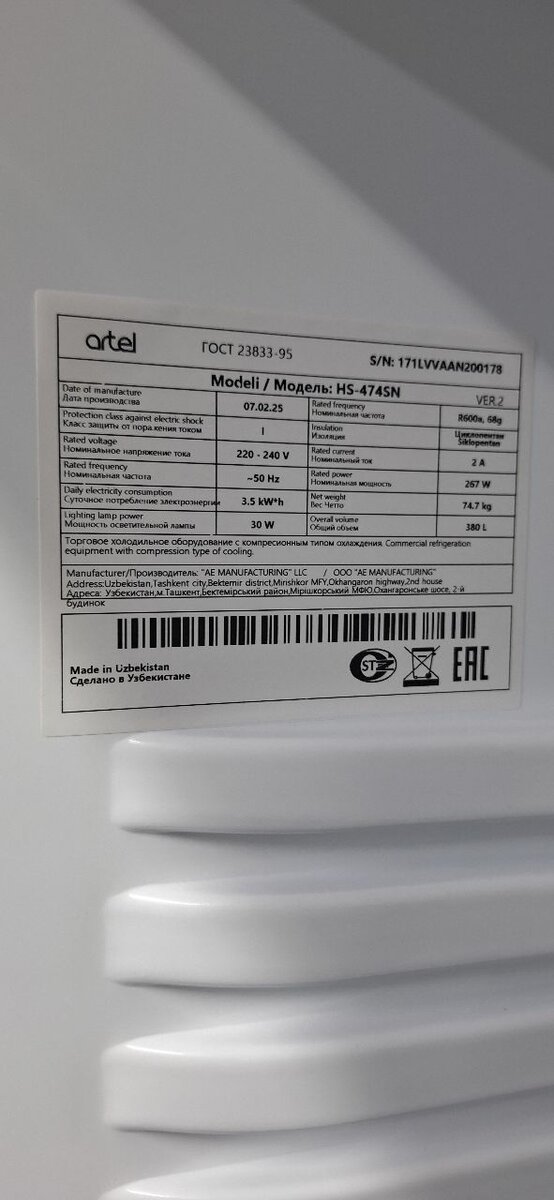 artel
ГОСТ 23833-95
S/N: 171LVVAAN200178
Modeli / Модель: HS-474SN
VER.2
Date of manufacture
Дата производства
07.02.25
Rated frequency
Номинальная частота
R600a, 68g
Protection class against electric shock
Класс защиты от поражения током
I
Insulation
Изоляция
Циклопентан
Siklopenten
Rated voltage
Номинальное напряжение тока
220 - 240 V
Rated current
Номинальный ток
2 A
Rated frequency
Номинальная частота
~50 Hz
Rated power
Номинальная мощность
267 W
Daily electricity consumption
Суточное потребление электроэнергии
3.5 kW*h
Net weight
Вес Нетто
74.7 kg
Lighting lamp power
Мощность осветительной лампы
30 W
Overall volume
Общий объем
380 L
Торговое холодильное оборудование с компресионным типом охлаждения. Commercial refrigeration
equipment with compression type of cooling.
Manufacturer/Производитель: "AE MANUFACTURING" LLC / ООО "AE MANUFACTURING"
Address:Uzbekistan,Tashkent city,Bektemir district,Mirishkor MFY,Okhangaron highway,2nd house
Адреса: Узбекистан,м.Ташкент,Бектемірський район,Мірішкорський МФЮ,Охангаронське шосе, 2-й
будинок
Made in Uzbekistan
Сделано в Узбекистане
ST
EAC